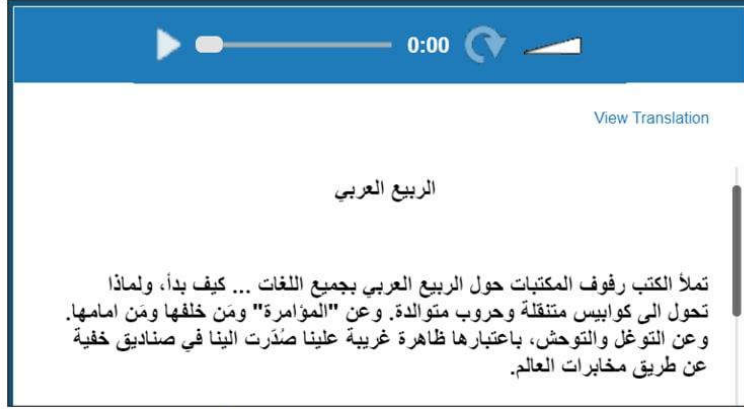 0:00
View Translation
الربيع العربي
تملأ الكتب رفوف المكتبات حول الربيع العربي بجميع اللغات ... كيف بدأ، ولماذا
تحول الى كوابيس متنقلة وحروب متوالدة. وعن "المؤامرة" ومَن خلفها ومَن امامها.
وعن التوغل والتوحش، باعتبارها ظاهرة غريبة علينا صُدّرت الينا في صناديق خفية
عن طريق مخابرات العالم.